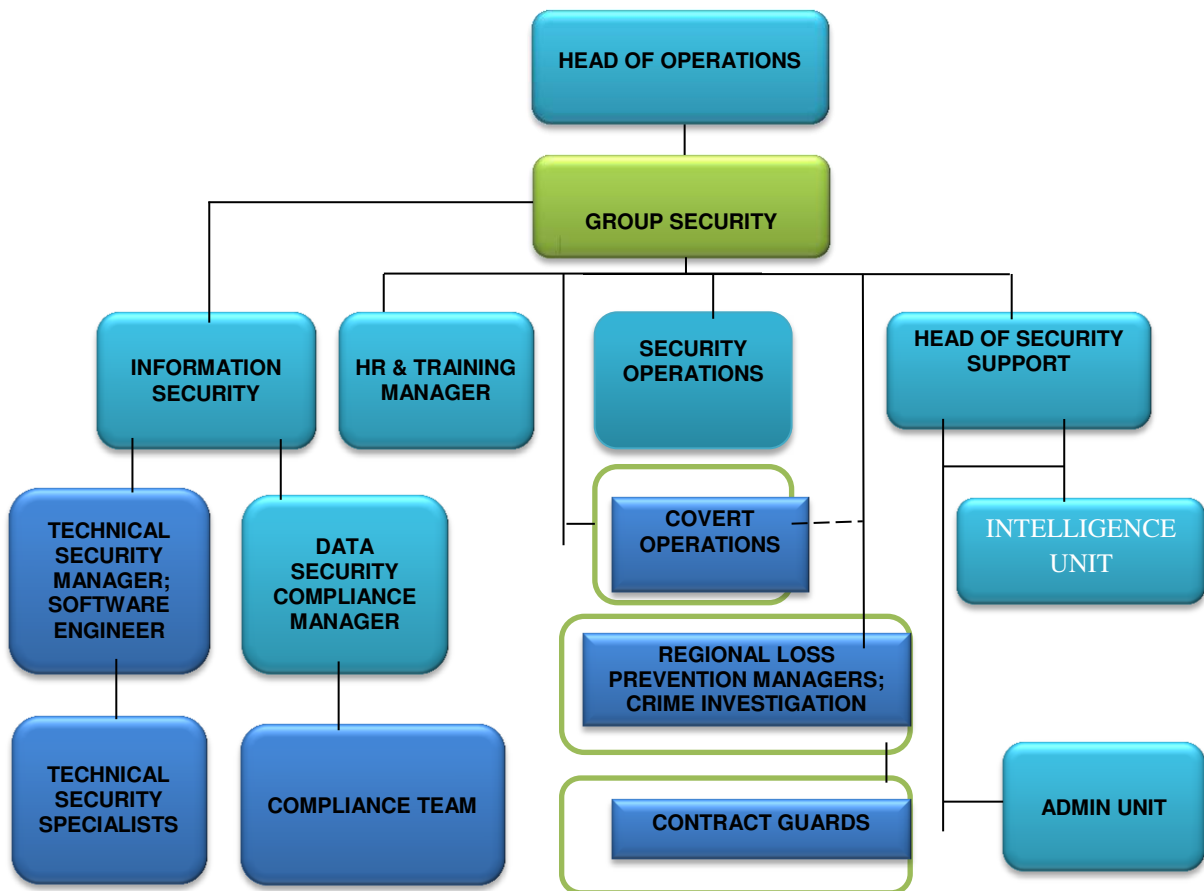 HEAD OF OPERATIONS
GROUP SECURITY
INFORMATION
SECURITY
HR & TRAINING
MANAGER
SECURITY
OPERATIONS
HEAD OF SECURITY
SUPPORT
TECHNICAL
SECURITY
MANAGER;
SOFTWARE
ENGINEER
DATA
SECURITY
COMPLIANCE
MANAGER
COVERT
OPERATIONS
INTELLIGENCE
UNIT
REGIONAL LOSS
PREVENTION MANAGERS;
CRIME INVESTIGATION
TECHNICAL
SECURITY
SPECIALISTS
COMPLIANCE TEAM
CONTRACT GUARDS
ADMIN UNIT